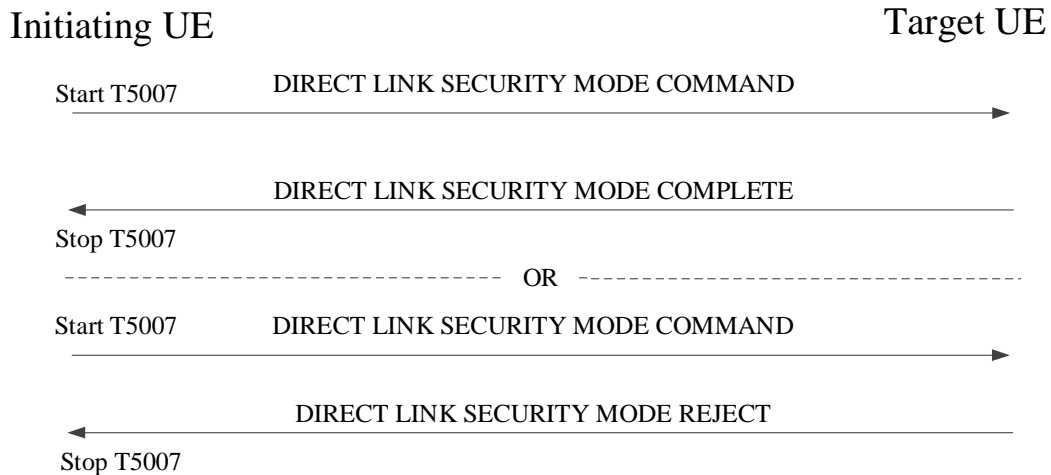 Initiating UE
Target UE
Start T5007
DIRECT LINK SECURITY MODE COMMAND
DIRECT LINK SECURITY MODE COMPLETE
Stop T5007
OR
Start T5007
DIRECT LINK SECURITY MODE COMMAND
DIRECT LINK SECURITY MODE REJECT
Stop T5007